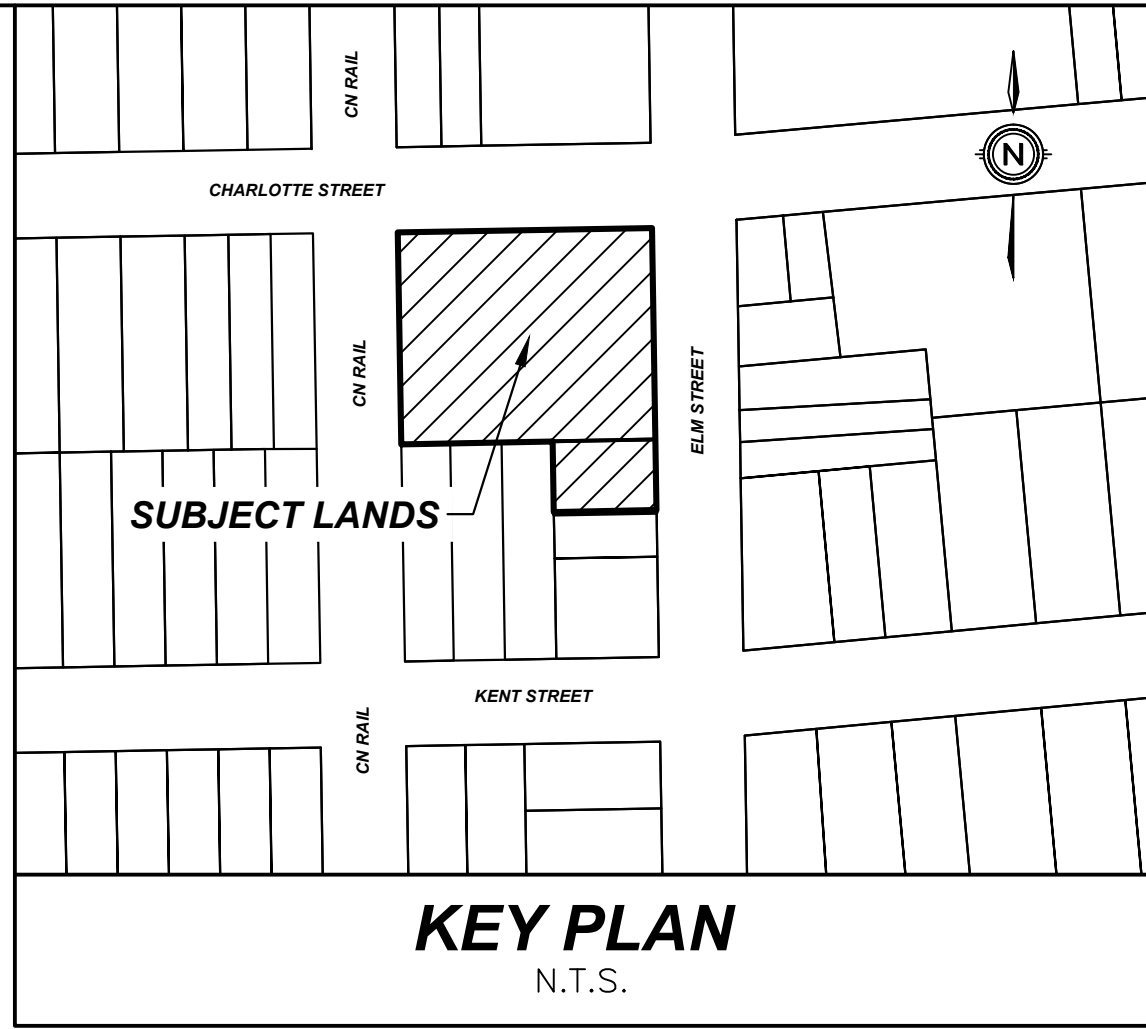 CN RAIL
N
CHARLOTTE STREET
CN RAIL
ELM STREET
SUBJECT LANDS
KENT STREET
CN RAIL
KEY PLAN
N.T.S.